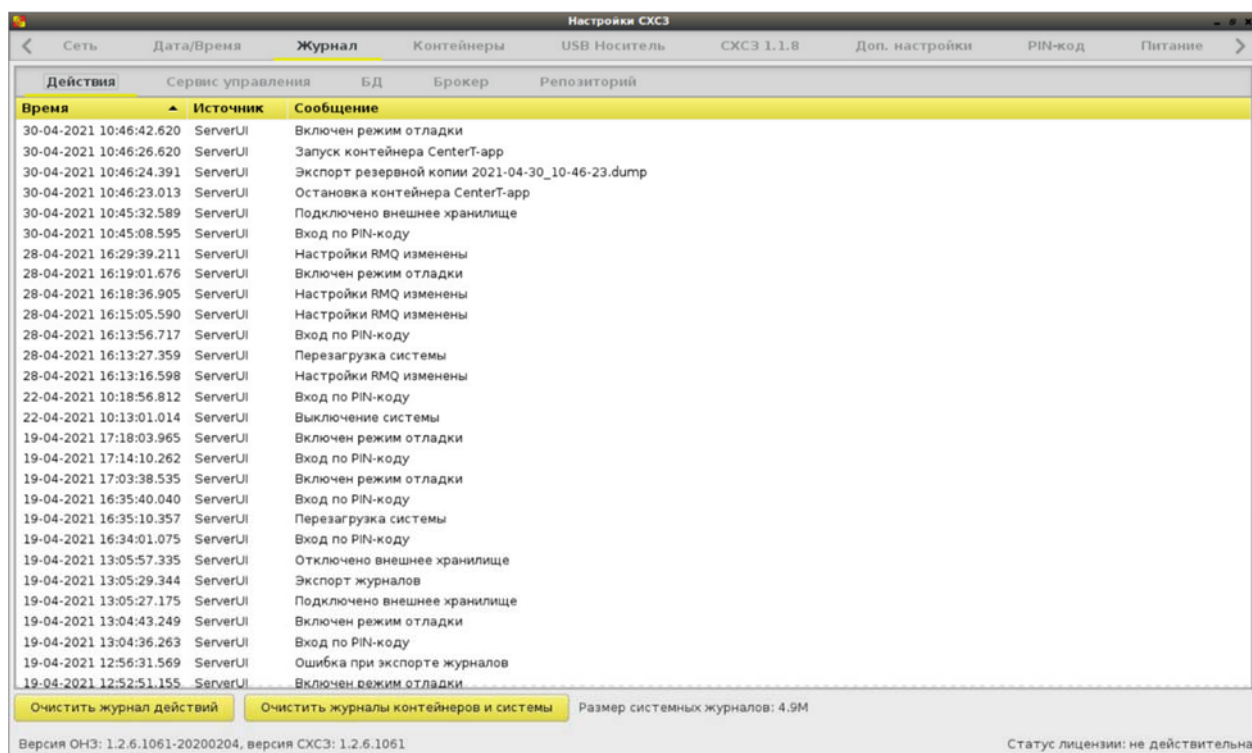 Настройки СХСЗ
Сеть Дата/Время Журнал Контейнеры USB Носитель СХСЗ 1.1.8 Доп. настройки PIN-код Питание
Действия Сервис управления БД Брокер Репозиторий
Время Источник Сообщение
30-04-2021 10:46:42.620 ServerUI Включен режим отладки
30-04-2021 10:46:26.620 ServerUI Запуск контейнера CenterT-app
30-04-2021 10:46:24.391 ServerUI Экспорт резервной копии 2021-04-30_10-46-23.dump
30-04-2021 10:46:23.013 ServerUI Остановка контейнера CenterT-app
30-04-2021 10:45:32.589 ServerUI Подключено внешнее хранилище
30-04-2021 10:45:08.595 ServerUI Вход по PIN-коду
28-04-2021 16:29:39.211 ServerUI Настройки RMQ изменены
28-04-2021 16:19:01.676 ServerUI Включен режим отладки
28-04-2021 16:18:36.905 ServerUI Настройки RMQ изменены
28-04-2021 16:15:05.590 ServerUI Настройки RMQ изменены
28-04-2021 16:13:56.717 ServerUI Вход по PIN-коду
28-04-2021 16:13:27.359 ServerUI Перезагрузка системы
28-04-2021 16:13:16.598 ServerUI Настройки RMQ изменены
22-04-2021 10:18:56.812 ServerUI Вход по PIN-коду
22-04-2021 10:13:01.014 ServerUI Выключение системы
19-04-2021 17:18:03.965 ServerUI Включен режим отладки
19-04-2021 17:14:10.262 ServerUI Вход по PIN-коду
19-04-2021 17:03:38.535 ServerUI Включен режим отладки
19-04-2021 16:35:40.040 ServerUI Вход по PIN-коду
19-04-2021 16:35:10.357 ServerUI Перезагрузка системы
19-04-2021 16:34:01.075 ServerUI Вход по PIN-коду
19-04-2021 13:05:57.335 ServerUI Отключено внешнее хранилище
19-04-2021 13:05:29.344 ServerUI Экспорт журналов
19-04-2021 13:05:27.175 ServerUI Подключено внешнее хранилище
19-04-2021 13:04:43.249 ServerUI Включен режим отладки
19-04-2021 13:04:36.263 ServerUI Вход по PIN-коду
19-04-2021 12:56:31.569 ServerUI Ошибка при экспорте журналов
19-04-2021 12:52:51.155 ServerUI Включен режим отладки
Очистить журнал действий Очистить журналы контейнеров и системы Размер системных журналов: 4.9M
Версия ОНЗ: 1.2.6.1061-20200204, версия СХСЗ: 1.2.6.1061 Статус лицензии: не действительна